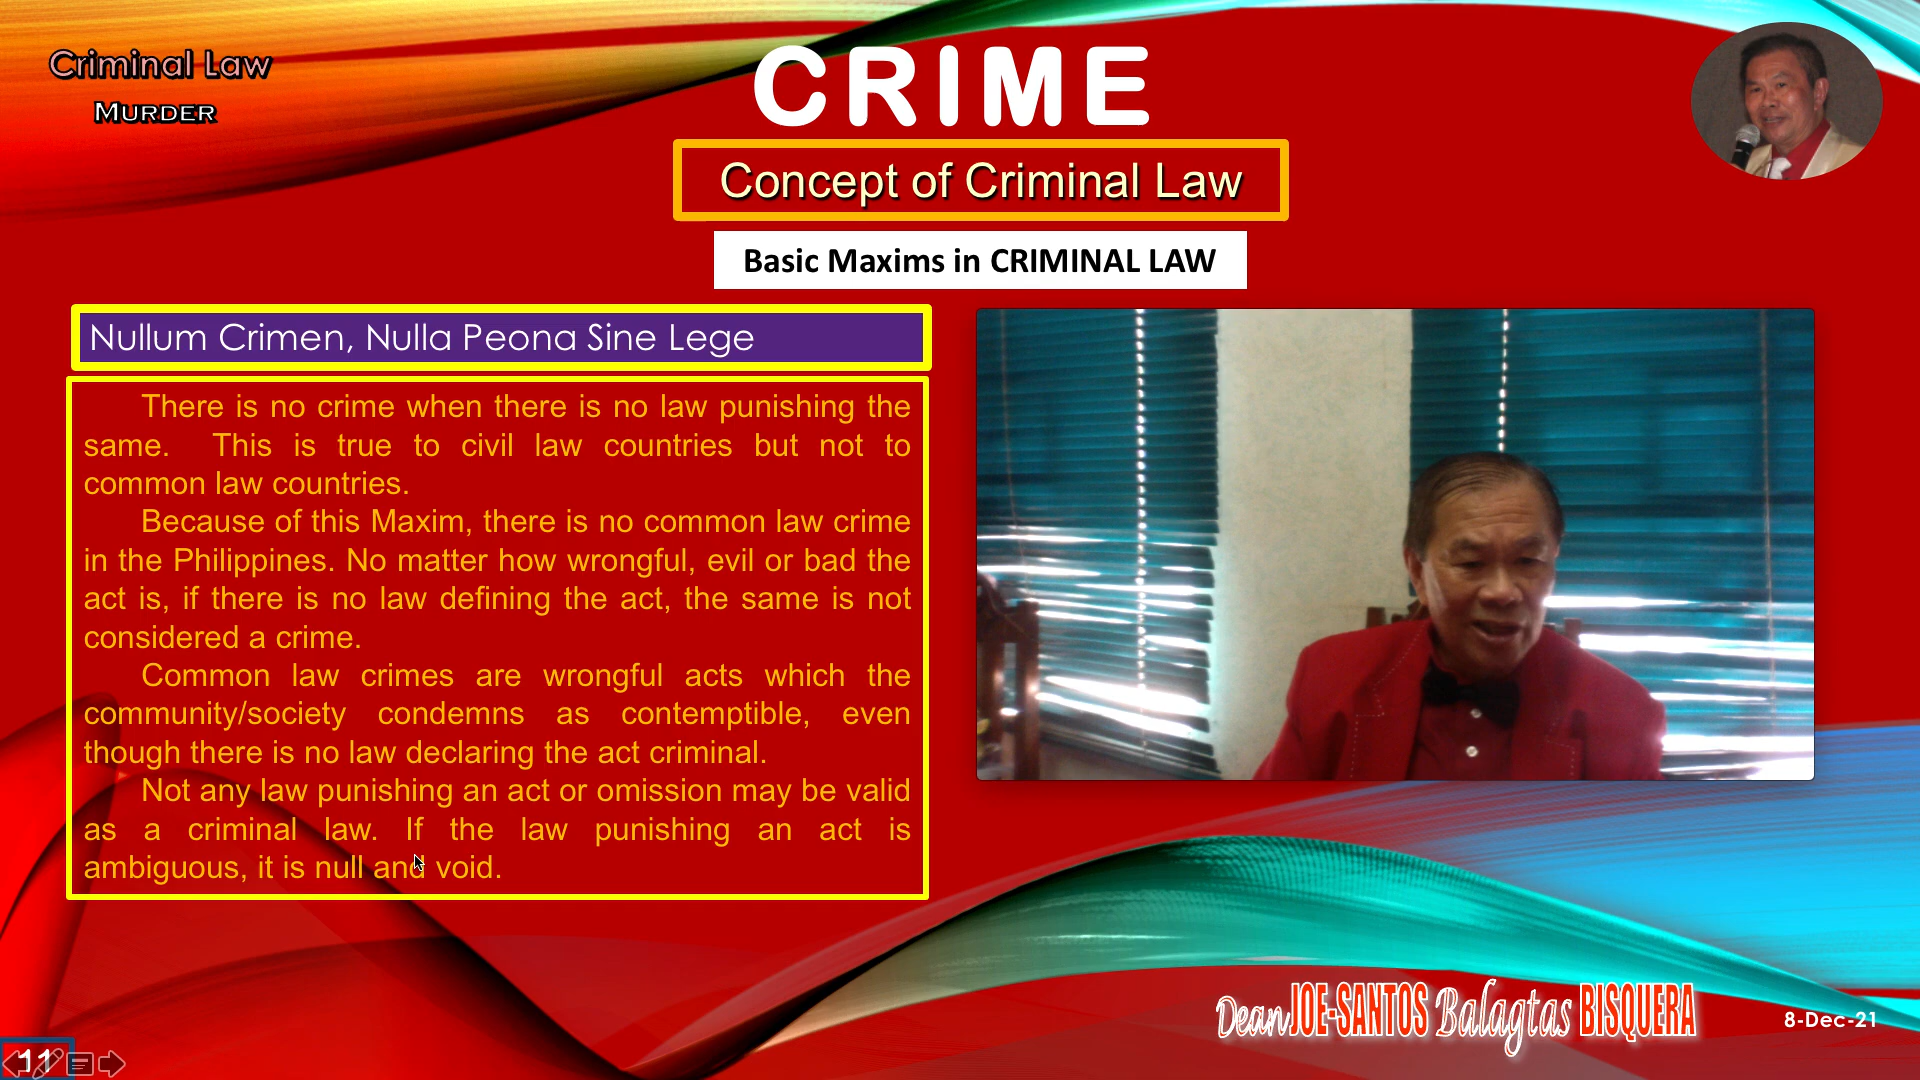 Criminal Law
MURDER
CRIME
Concept of Criminal Law
Basic Maxims in CRIMINAL LAW
Nullum Crimen, Nulla Peona Sine Lege
There is no crime when there is no law punishing the
same. This is true to civil law countries but not to
common law countries.
Because of this Maxim, there is no common law crime
in the Philippines. No matter how wrongful, evil or bad the
act is, if there is no law defining the act, the same is not
considered a crime.
Common law crimes are wrongful acts which the
community/society condemns as contemptible, even
though there is no law declaring the act criminal.
Not any law punishing an act or omission may be valid
as a criminal law. If the law punishing an act is
ambiguous, it is null and void.
Dean JOE-SANTOS Balagtas BISQUERA
8-Dec-21
11